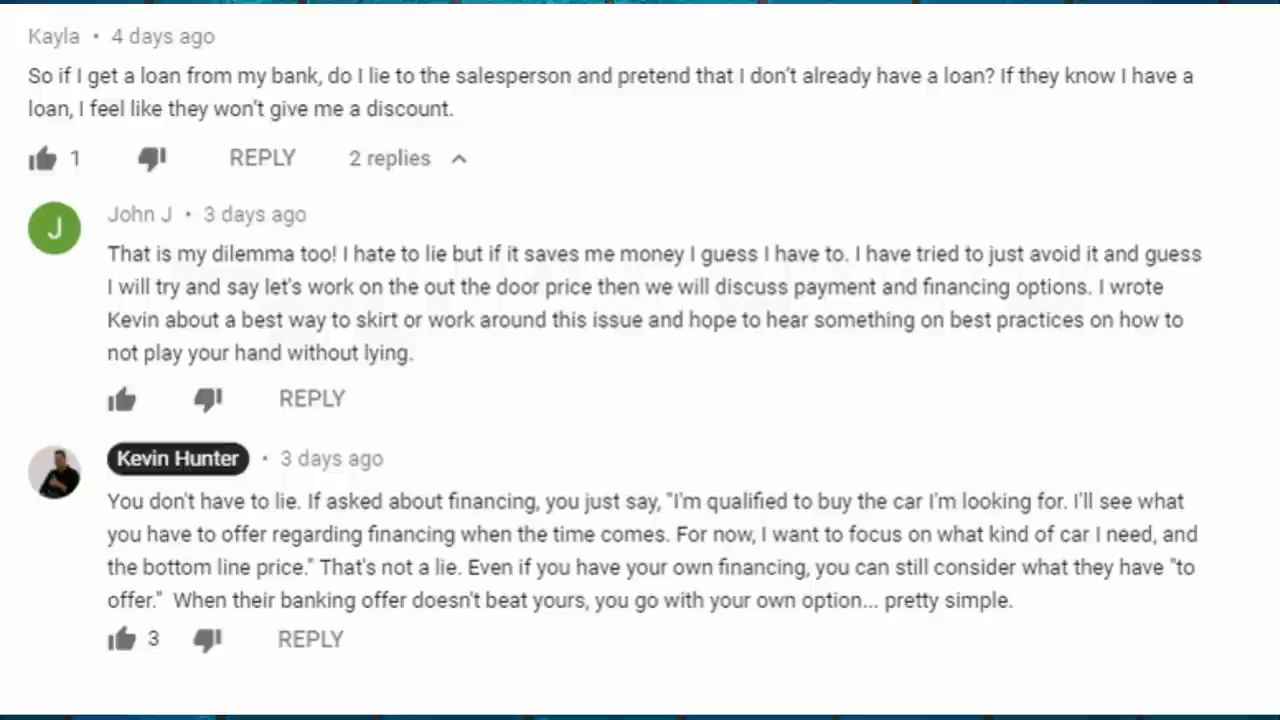 Kayla • 4 days ago
So if I get a loan from my bank, do I lie to the salesperson and pretend that I don't already have a loan? If they know I have a
loan, I feel like they won't give me a discount.
1 REPLY 2 replies
J
John J • 3 days ago
That is my dilemma too! I hate to lie but if it saves me money I guess I have to. I have tried to just avoid it and guess
I will try and say let's work on the out the door price then we will discuss payment and financing options. I wrote
Kevin about a best way to skirt or work around this issue and hope to hear something on best practices on how to
not play your hand without lying.
REPLY
Kevin Hunter • 3 days ago
You don't have to lie. If asked about financing, you just say, "I'm qualified to buy the car I'm looking for. I'll see what
you have to offer regarding financing when the time comes. For now, I want to focus on what kind of car I need, and
the bottom line price." That's not a lie. Even if you have your own financing, you can still consider what they have "to
offer."  When their banking offer doesn't beat yours, you go with your own option... pretty simple.
3 REPLY